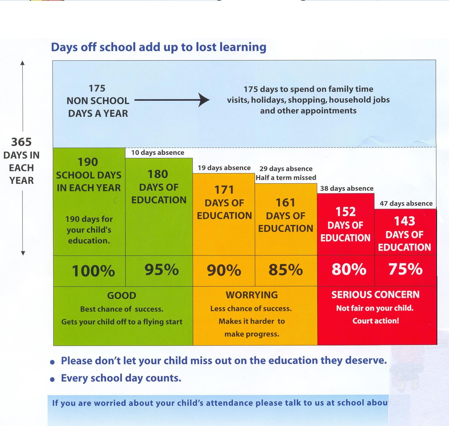 Days off school add up to lost learning
175
NON SCHOOL
DAYS A YEAR
175 days to spend on family time
visits, holidays, shopping, household jobs
and other appointments
365
DAYS IN
EACH
YEAR
190
SCHOOL DAYS
IN EACH YEAR
190 days for
your child's
education.
100%
10 days absence
180
DAYS OF
EDUCATION
95%
19 days absence
171
DAYS OF
EDUCATION
90%
29 days absence
Half a term missed
161
DAYS OF
EDUCATION
85%
38 days absence
152
DAYS OF
EDUCATION
80%
47 days absence
143
DAYS OF
EDUCATION
75%
GOOD
Best chance of success.
Gets your child off to a flying start
WORRYING
Less chance of success.
Makes it harder to
make progress.
SERIOUS CONCERN
Not fair on your child.
Court action!
• Please don't let your child miss out on the education they deserve.
• Every school day counts.
If you are worried about your child's attendance please talk to us at school abou